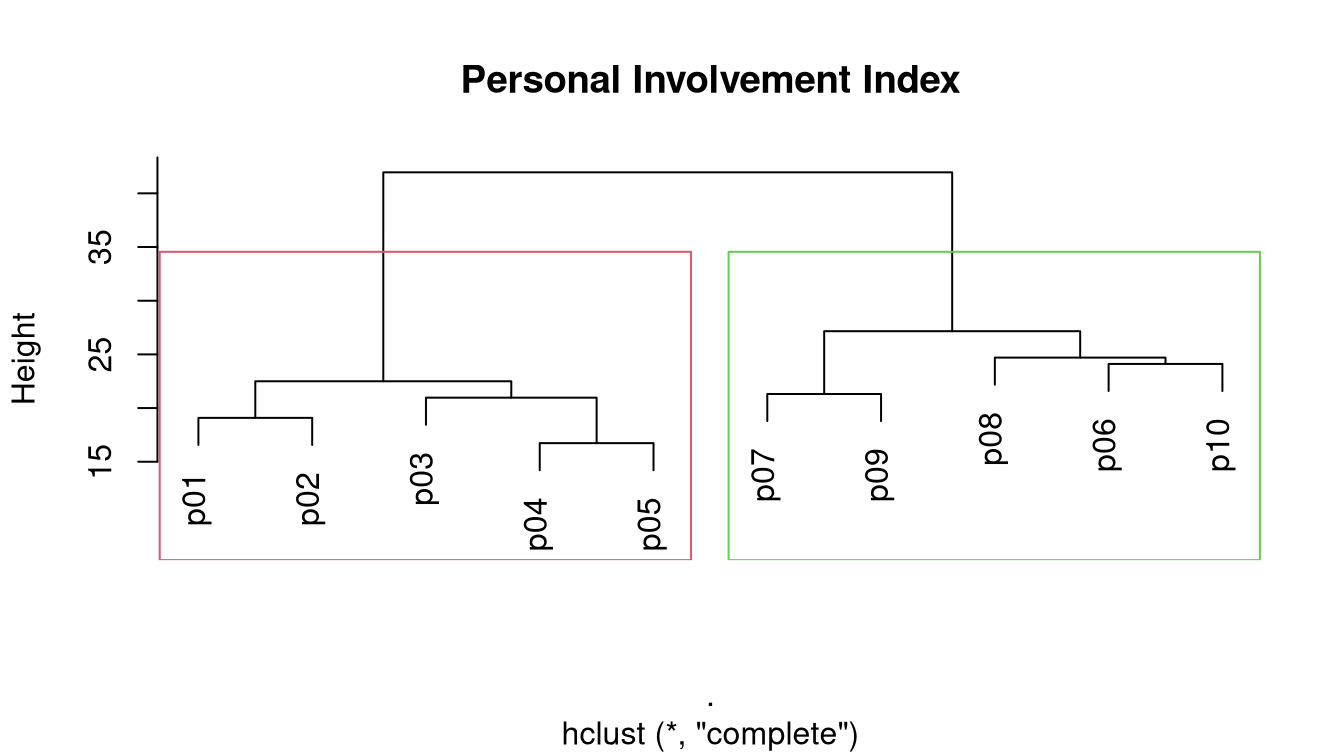 Personal Involvement Index
Height
35
25
15
p01
p02
p03
p04
p05
p07
p09
p08
p06
p10
.
hclust (*, "complete")